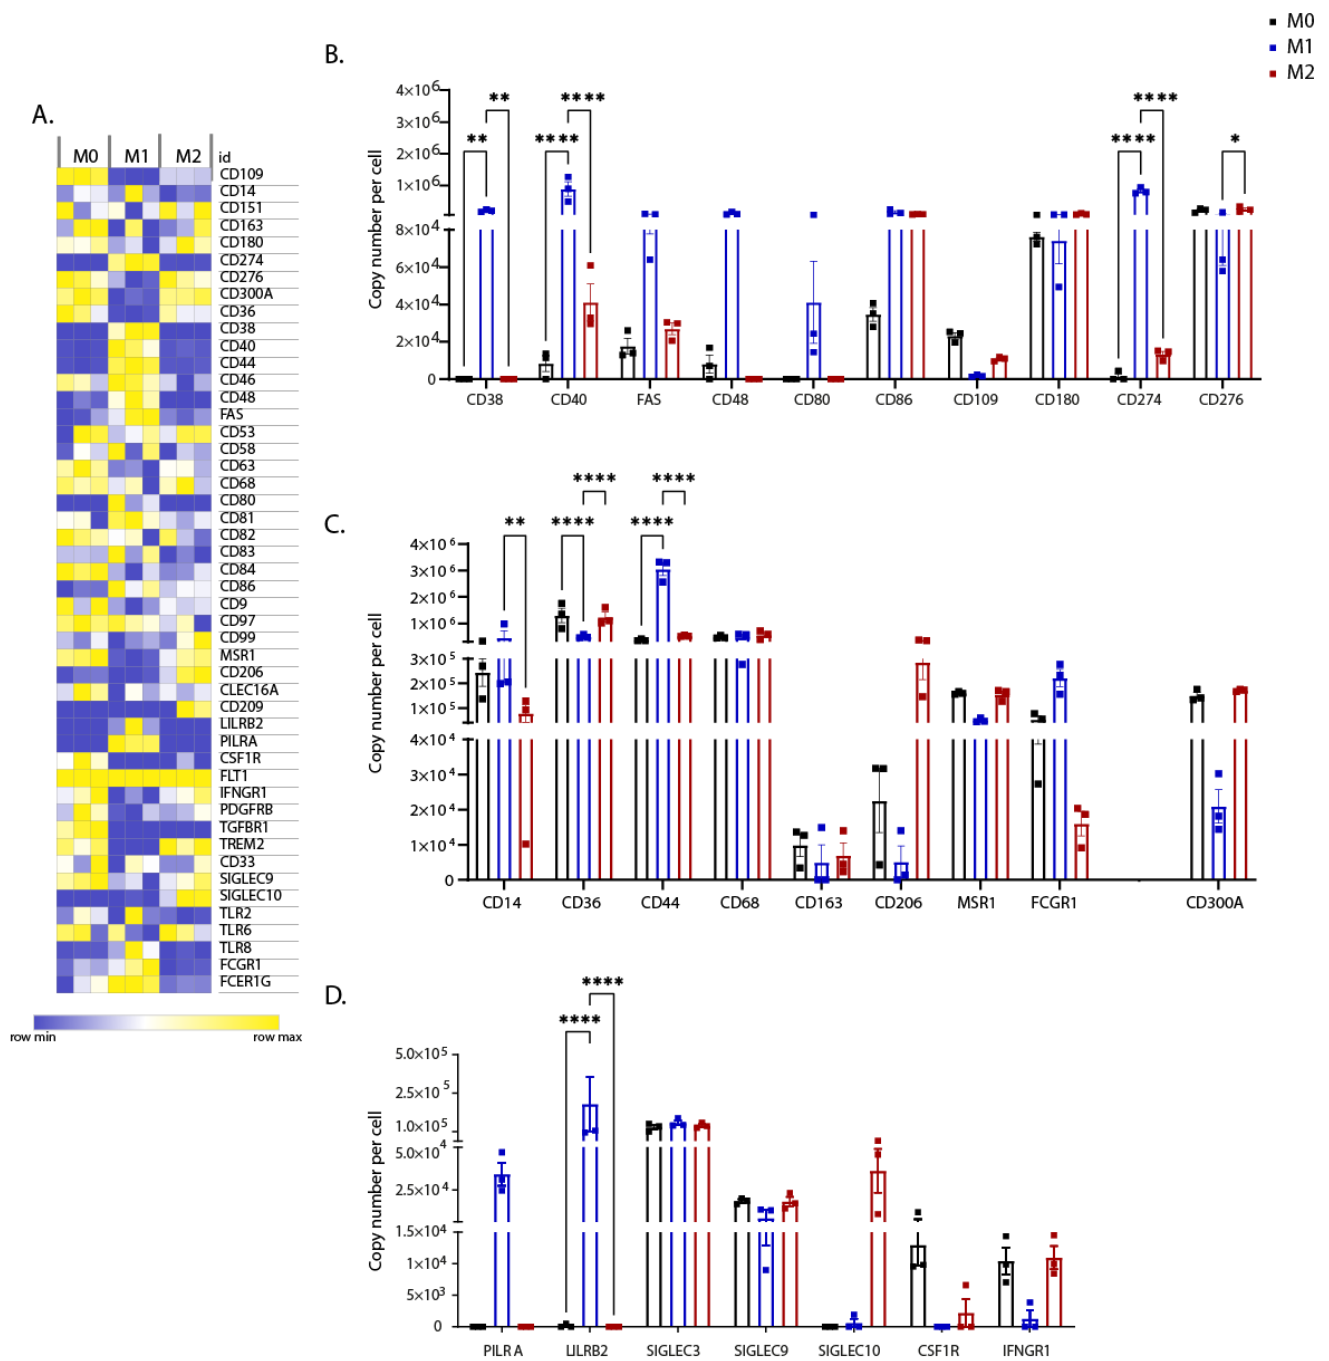 M0
M1
M2
A.
M0 M1 M2 id
CD109
CD14
CD151
CD163
CD180
CD274
CD276
CD300A
CD36
CD38
CD40
CD44
CD46
CD48
FAS
CD53
CD58
CD63
CD68
CD80
CD81
CD82
CD83
CD84
CD86
CD9
CD97
CD99
MSR1
CD206
CLEC16A
CD209
LILRB2
PILRA
CSF1R
FLT1
IFNGR1
PDGFRB
TGFBR1
TREM2
CD33
SIGLEC9
SIGLEC10
TLR2
TLR6
TLR8
FCGR1
FCER1G
row min row max
B.
Copy number per cell
4×10⁶
3×10⁶
2×10⁶
1×10⁶
8×10⁴
6×10⁴
4×10⁴
2×10⁴
0
** ** **** **** **** **** *
CD38 CD40 FAS CD48 CD80 CD86 CD109 CD180 CD274 CD276
C.
Copy number per cell
4×10⁶
3×10⁶
2×10⁶
1×10⁶
3×10⁵
2×10⁵
1×10⁵
4×10⁴
3×10⁴
2×10⁴
1×10⁴
0
** **** **** **** ****
CD14 CD36 CD44 CD68 CD163 CD206 MSR1 FCGR1 CD300A
D.
Copy number per cell
5.0×10⁵
2.5×10⁵
1.0×10⁵
5.0×10⁴
2.5×10⁴
1.5×10⁴
1×10⁴
5×10³
0
**** ****
PILRA LILRB2 SIGLEC3 SIGLEC9 SIGLEC10 CSF1R IFNGR1